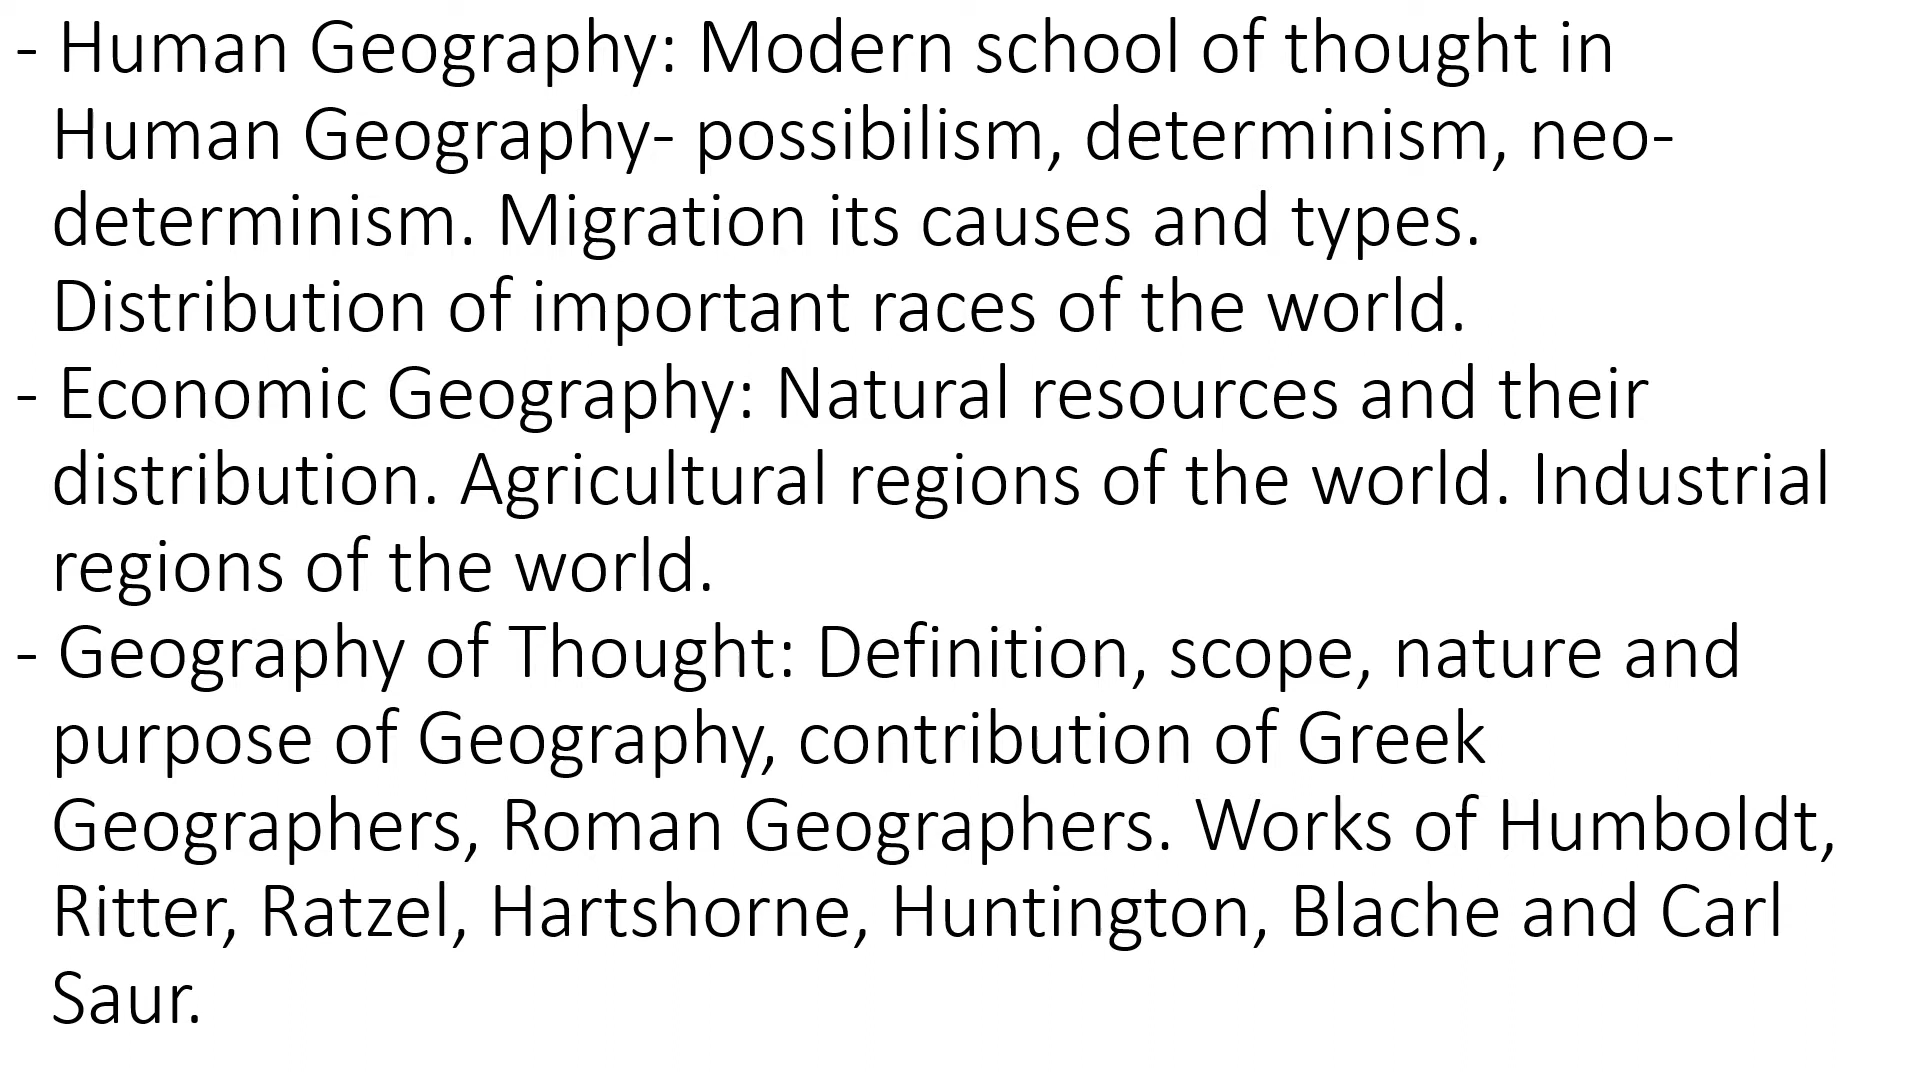 - Human Geography: Modern school of thought in
Human Geography- possibilism, determinism, neo-
determinism. Migration its causes and types.
Distribution of important races of the world.
- Economic Geography: Natural resources and their
distribution. Agricultural regions of the world. Industrial
regions of the world.
- Geography of Thought: Definition, scope, nature and
purpose of Geography, contribution of Greek
Geographers, Roman Geographers. Works of Humboldt,
Ritter, Ratzel, Hartshorne, Huntington, Blache and Carl
Saur.